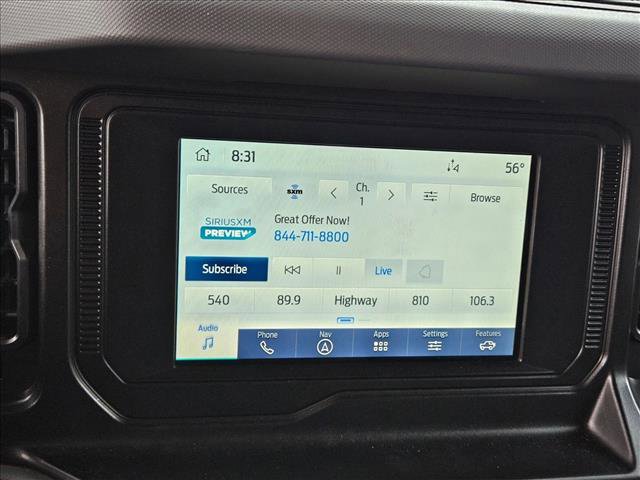 8:31
4
56°
Sources
sxm
Ch.
1
Browse
SIRIUSXM
PREVIEW
Great Offer Now!
844-711-8800
Subscribe
Live
540 89.9 Highway 810 106.3
Audio Phone Nav Apps Settings Features